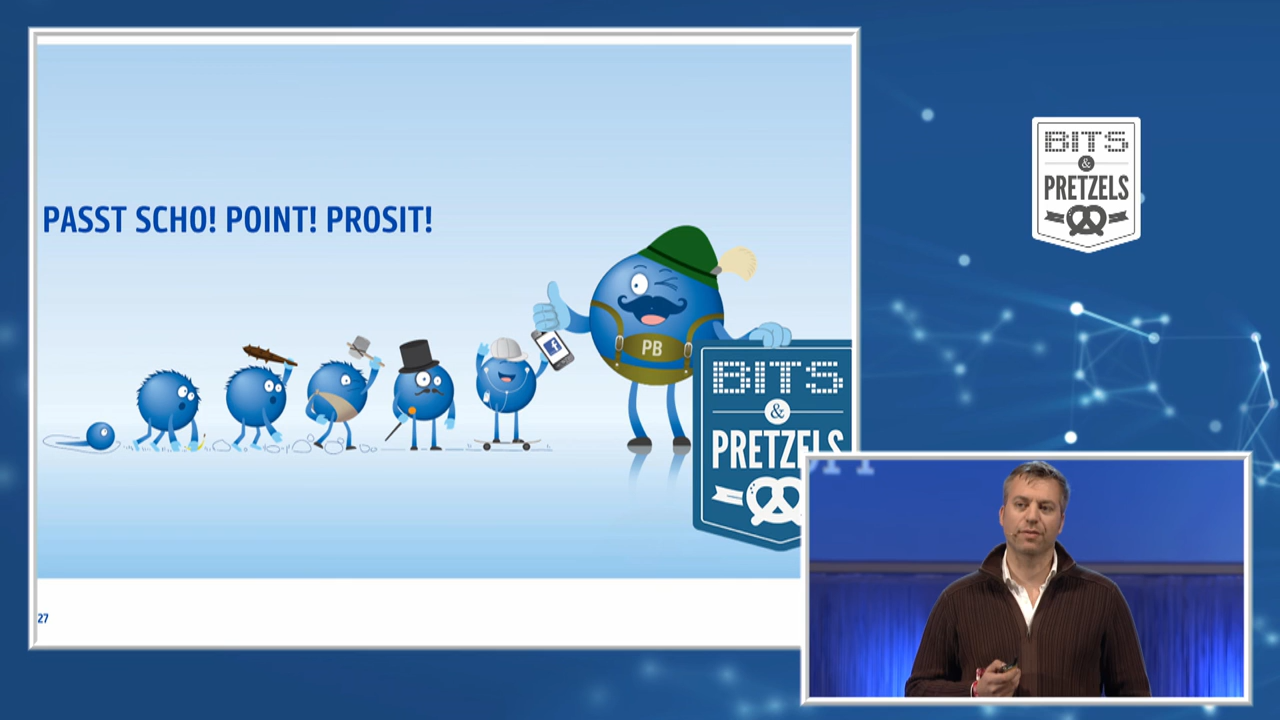 PASST SCHO! POINT! PROSIT!
PB
f
BITS
&
PRETZELS
27
BITS
&
PRETZELS